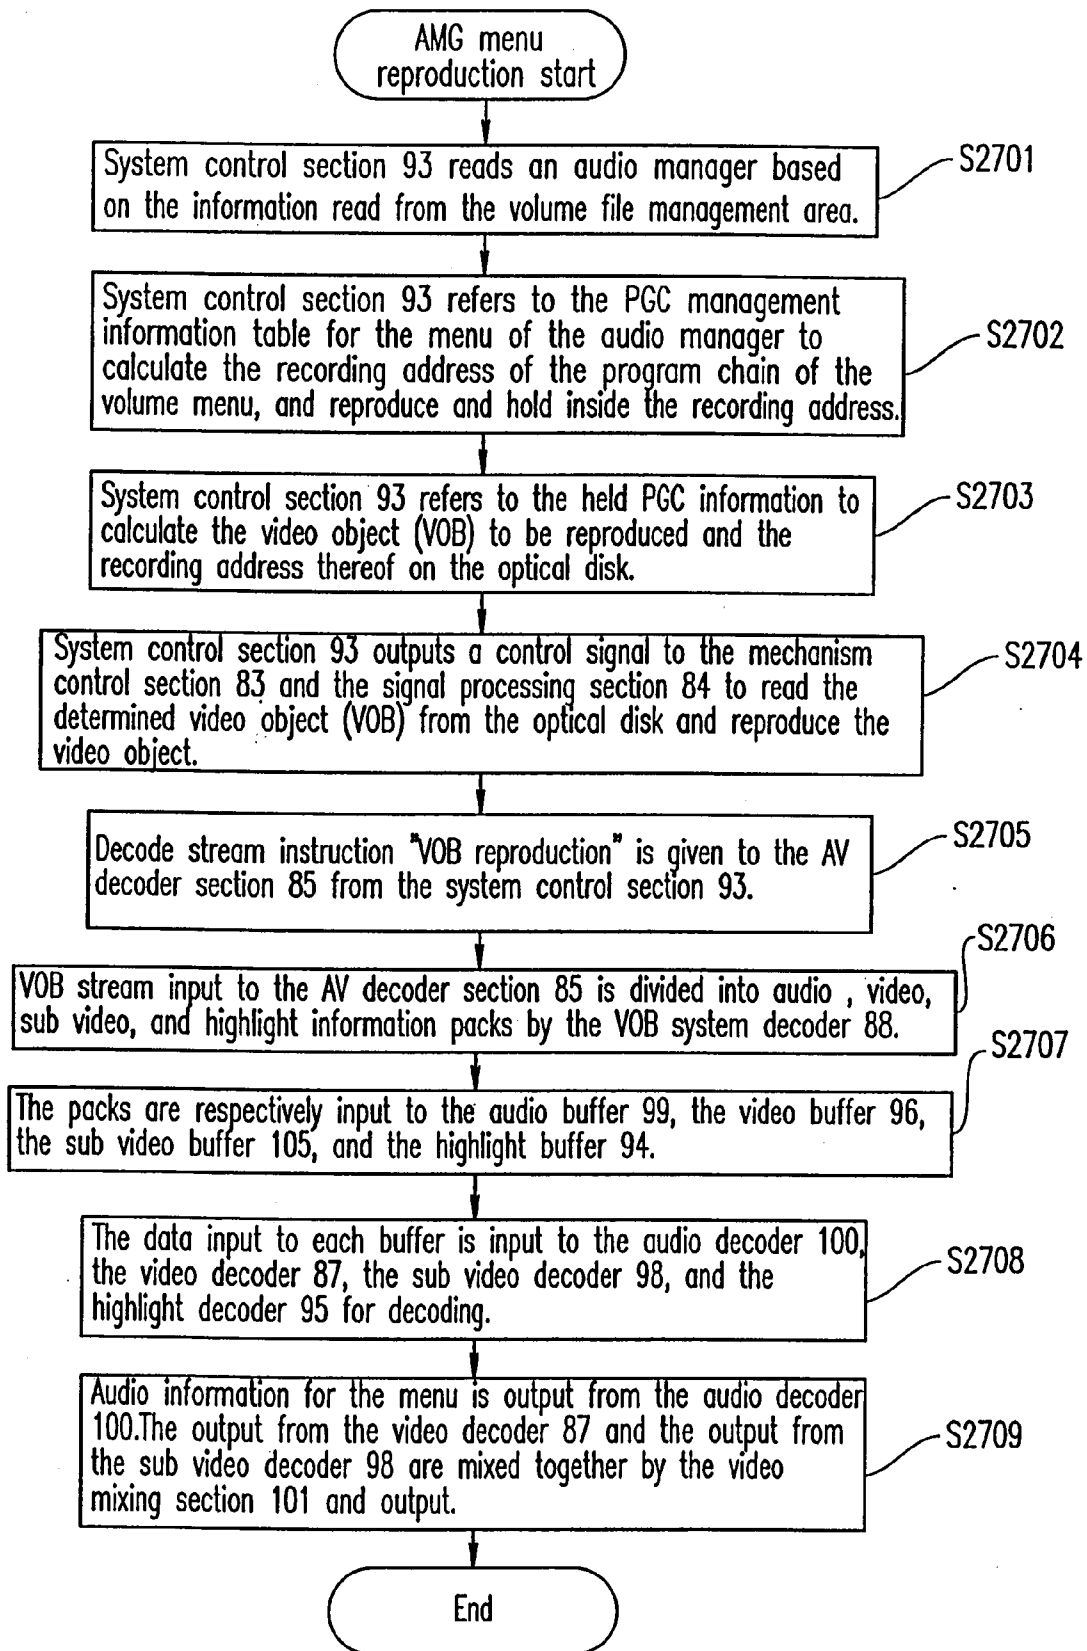 AMG menu
reproduction start
System control section 93 reads an audio manager based
on the information read from the volume file management area.
S2701
System control section 93 refers to the PGC management
information table for the menu of the audio manager to
calculate the recording address of the program chain of the
volume menu, and reproduce and hold inside the recording address.
S2702
System control section 93 refers to the held PGC information to
calculate the video object (VOB) to be reproduced and the
recording address thereof on the optical disk.
S2703
System control section 93 outputs a control signal to the mechanism
control section 83 and the signal processing section 84 to read the
determined video object (VOB) from the optical disk and reproduce the
video object.
S2704
Decode stream instruction "VOB reproduction" is given to the AV
decoder section 85 from the system control section 93.
S2705
VOB stream input to the AV decoder section 85 is divided into audio , video,
sub video, and highlight information packs by the VOB system decoder 88.
S2706
The packs are respectively input to the audio buffer 99, the video buffer 96,
the sub video buffer 105, and the highlight buffer 94.
S2707
The data input to each buffer is input to the audio decoder 100,
the video decoder 87, the sub video decoder 98, and the
highlight decoder 95 for decoding.
S2708
Audio information for the menu is output from the audio decoder
100.The output from the video decoder 87 and the output from
the sub video decoder 98 are mixed together by the video
mixing section 101 and output.
S2709
End